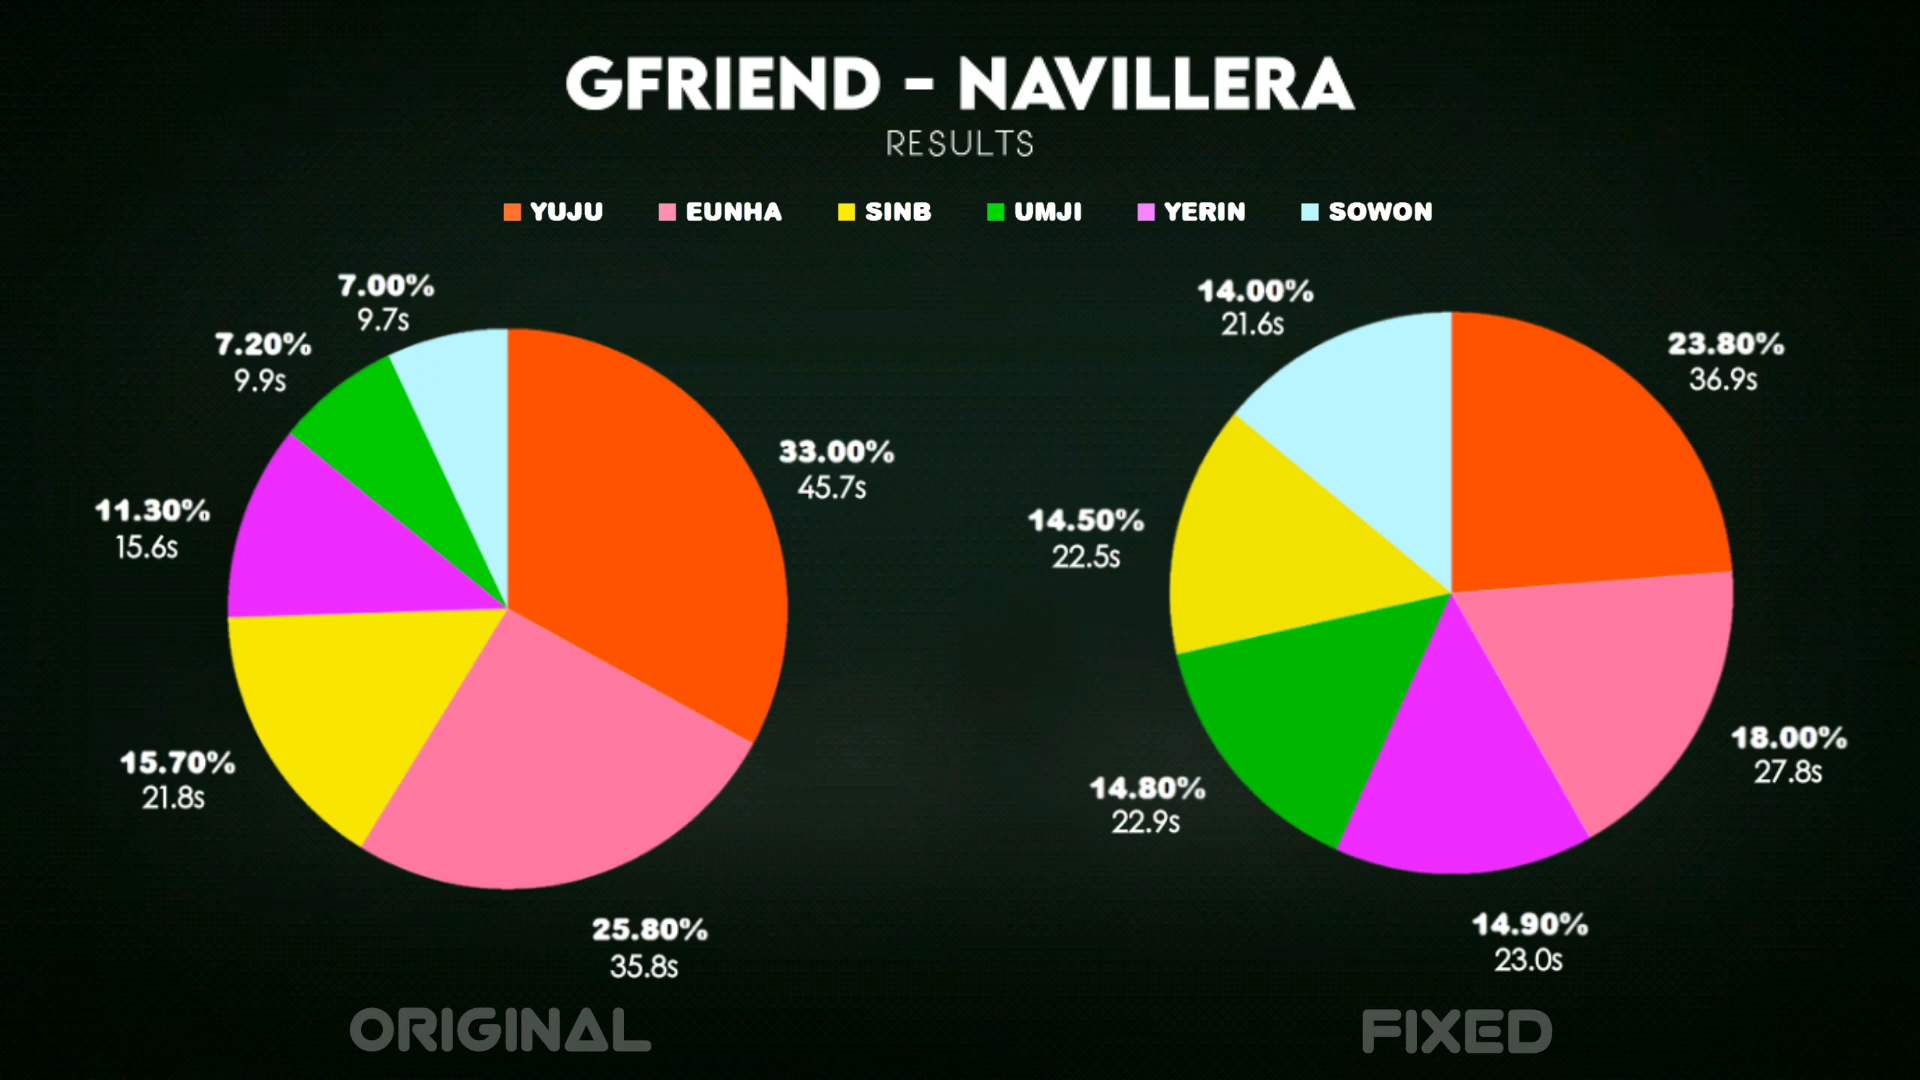 GFRIEND - NAVILLERA
RESULTS
YUJU EUNHA SINB UMJI YERIN SOWON
7.00%
9.7s
7.20%
9.9s
33.00%
45.7s
11.30%
15.6s
15.70%
21.8s
25.80%
35.8s
ORIGINAL
14.00%
21.6s
23.80%
36.9s
14.50%
22.5s
18.00%
27.8s
14.80%
22.9s
14.90%
23.0s
FIXED